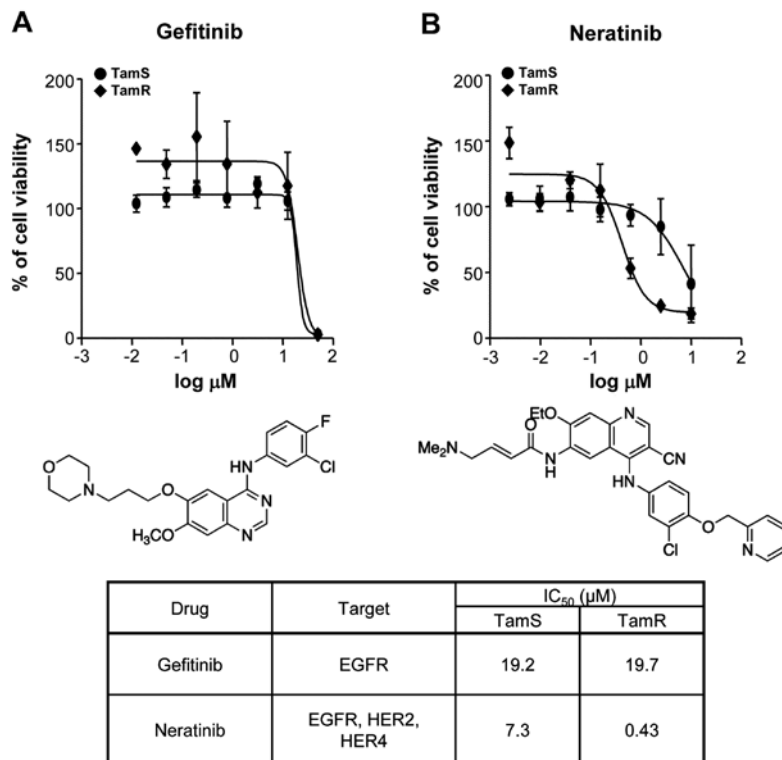 A
Gefitinib
TamS
TamR
% of cell viability
200
150
100
50
0
-3 -2 -1 0 1 2
log μM
B
Neratinib
TamS
TamR
% of cell viability
200
150
100
50
0
-3 -2 -1 0 1 2
log μM
O
N
O
H₃CO
HN
F
Cl
N
N
Me₂N
O
N
H
EtO
N
CN
HN
Cl
O
N
Drug Target IC₅₀ (μM)
TamS TamR
Gefitinib EGFR 19.2 19.7
Neratinib EGFR, HER2, HER4 7.3 0.43